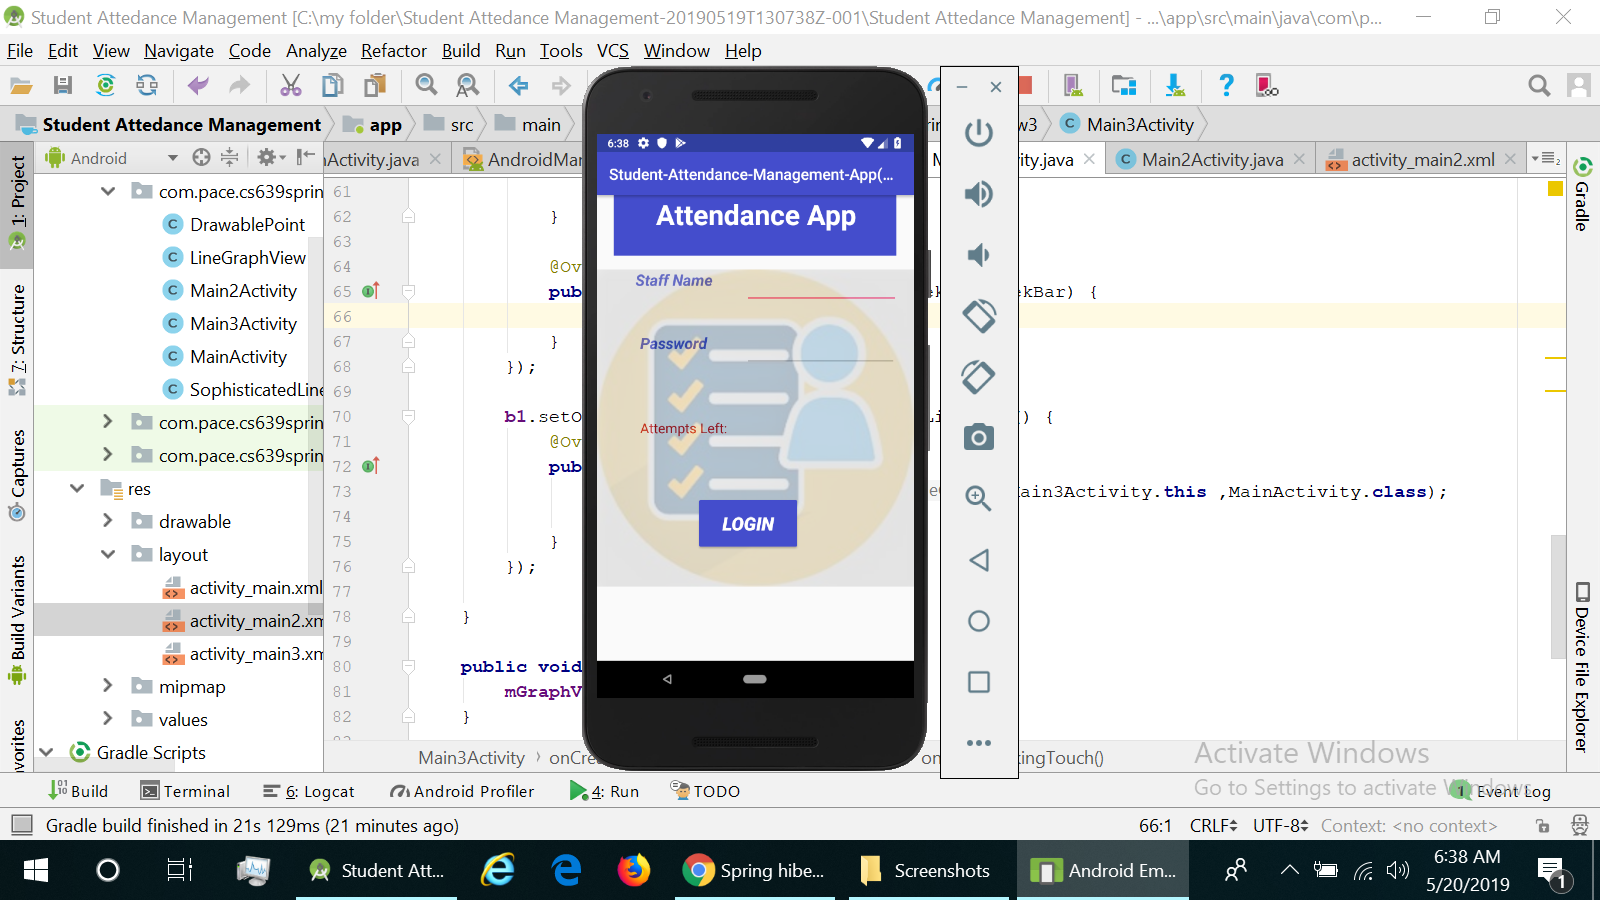 Student Attedance Management [C:\my folder\Student Attedance Management-20190519T130738Z-001\Student Attedance Management] - ...\app\src\main\java\com\p...
File Edit View Navigate Code Analyze Refactor Build Run Tools VCS Window Help
Student Attedance Management app src main w3 Main3Activity
Android
nActivity.java AndroidMa ity.java Main2Activity.java activity_main2.xml
1: Project
7: Structure
Captures
Build Variants
vorites
com.pace.cs639sprin
DrawablePoint
LineGraphView
Main2Activity
Main3Activity
MainActivity
SophisticatedLine
com.pace.cs639sprin
com.pace.cs639sprin
res
drawable
layout
activity_main.xml
activity_main2.xm
activity_main3.xm
mipmap
values
Gradle Scripts
61
62 }
63
64 @Ov
65 pub ekBar) {
66
67 }
68 });
69
70 b1.setO () {
71 @Ov
72 pub
73 ain3Activity.this ,MainActivity.class);
74
75 }
76 });
77
78 }
79
80 public void
81 mGraphV
82 }
Main3Activity onCre kingTouch()
6:38
Student-Attendance-Management-App(...
Attendance App
Staff Name
Password
Attempts Left:
LOGIN
Gradle
Device File Explorer
Activate Windows
Go to Settings to activate Windows.
Build Terminal 6: Logcat Android Profiler 4: Run TODO 1 Event Log
Gradle build finished in 21s 129ms (21 minutes ago) 66:1 CRLF UTF-8 Context: <no context>
Student Att... Spring hibe... Screenshots Android Em... 6:38 AM
5/20/2019
1